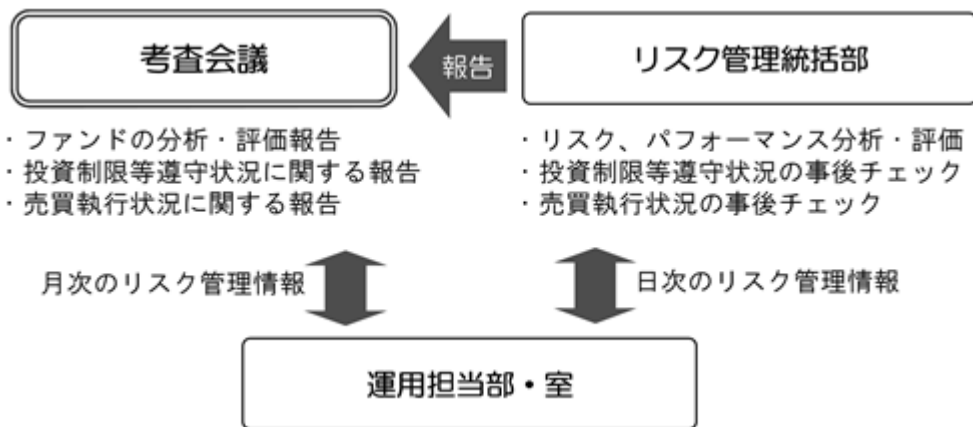 考査会議
報告
リスク管理統括部
・ファンドの分析・評価報告
・投資制限等遵守状況に関する報告
・売買執行状況に関する報告
・リスク、パフォーマンス分析・評価
・投資制限等遵守状況の事後チェック
・売買執行状況の事後チェック
月次のリスク管理情報
日次のリスク管理情報
運用担当部・室